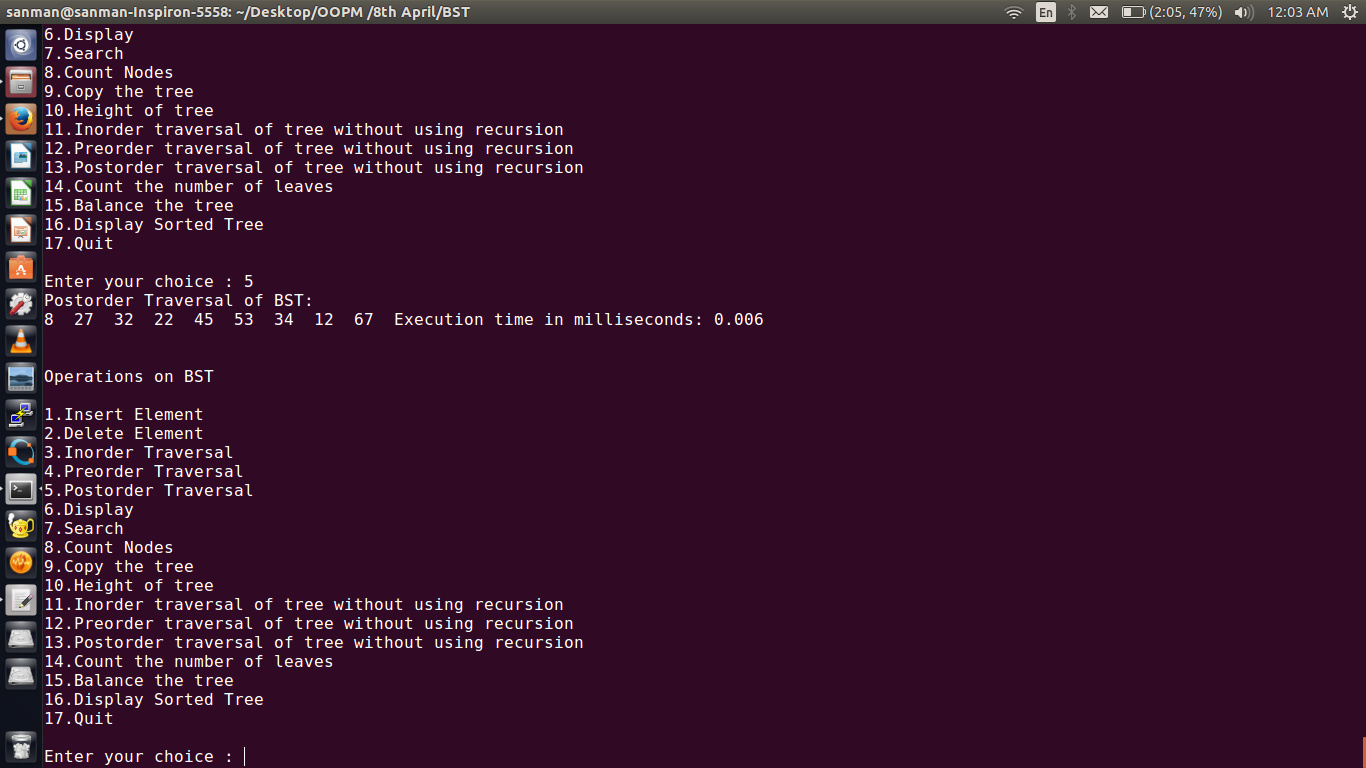 sanman@sanman-Inspiron-5558: ~/Desktop/OOPM /8th April/BST En (2:05, 47%) 12:03 AM
6.Display
7.Search
8.Count Nodes
9.Copy the tree
10.Height of tree
11.Inorder traversal of tree without using recursion
12.Preorder traversal of tree without using recursion
13.Postorder traversal of tree without using recursion
14.Count the number of leaves
15.Balance the tree
16.Display Sorted Tree
17.Quit
Enter your choice : 5
Postorder Traversal of BST:
8  27  32  22  45  53  34  12  67  Execution time in milliseconds: 0.006
Operations on BST
1.Insert Element
2.Delete Element
3.Inorder Traversal
4.Preorder Traversal
5.Postorder Traversal
6.Display
7.Search
8.Count Nodes
9.Copy the tree
10.Height of tree
11.Inorder traversal of tree without using recursion
12.Preorder traversal of tree without using recursion
13.Postorder traversal of tree without using recursion
14.Count the number of leaves
15.Balance the tree
16.Display Sorted Tree
17.Quit
Enter your choice :